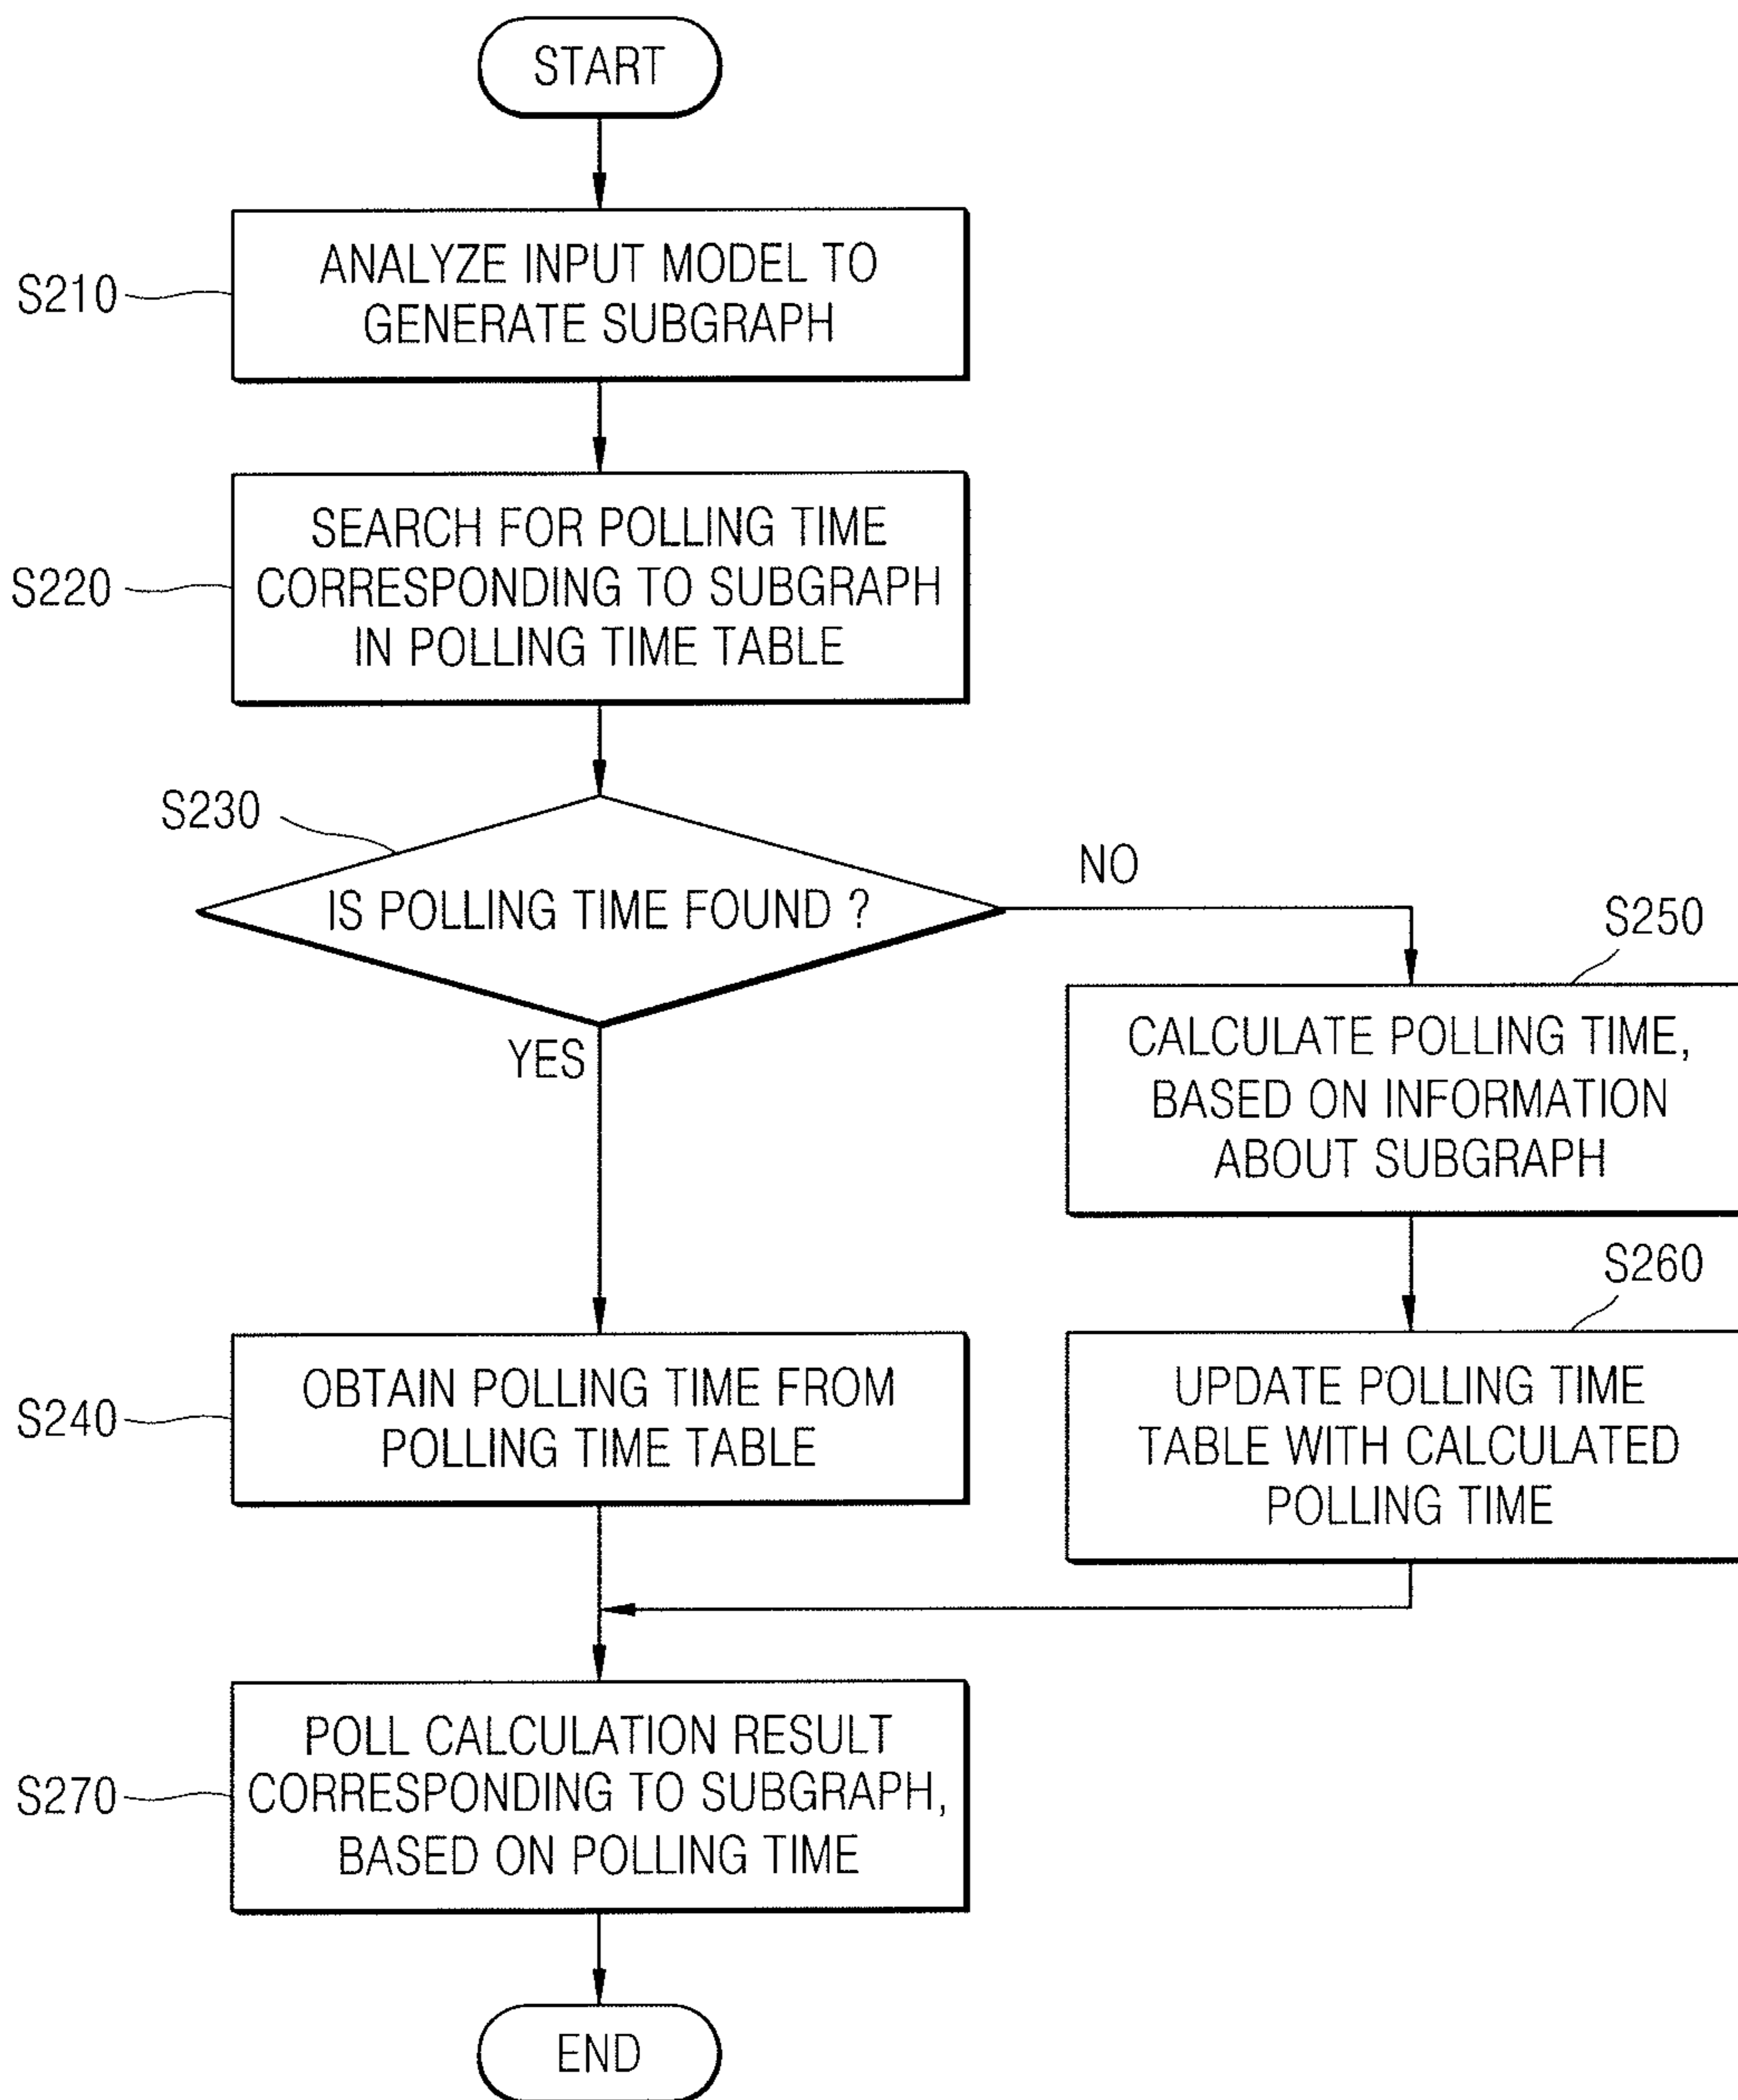 START
S210
ANALYZE INPUT MODEL TO
GENERATE SUBGRAPH
S220
SEARCH FOR POLLING TIME
CORRESPONDING TO SUBGRAPH
IN POLLING TIME TABLE
S230
IS POLLING TIME FOUND ?
NO
YES
S250
CALCULATE POLLING TIME,
BASED ON INFORMATION
ABOUT SUBGRAPH
S240
OBTAIN POLLING TIME FROM
POLLING TIME TABLE
S260
UPDATE POLLING TIME
TABLE WITH CALCULATED
POLLING TIME
S270
POLL CALCULATION RESULT
CORRESPONDING TO SUBGRAPH,
BASED ON POLLING TIME
END